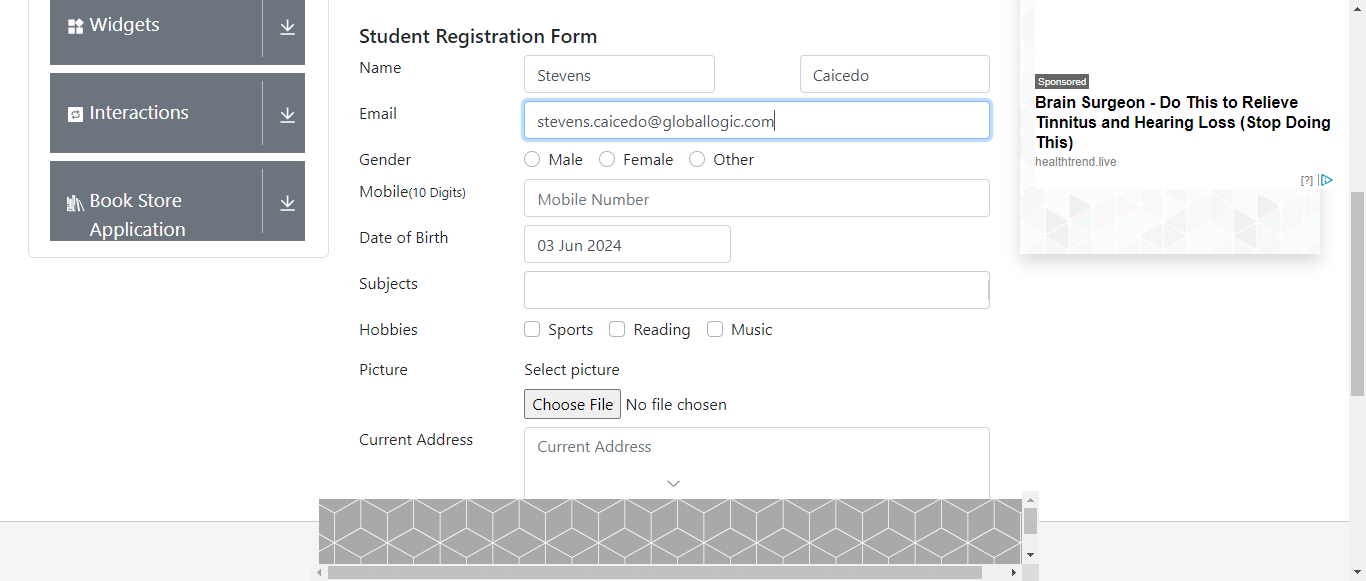 Widgets
Interactions
Book Store
Application
Student Registration Form
Name
Stevens
Caicedo
Email
stevens.caicedo@globallogic.com
Gender
Male
Female
Other
Mobile(10 Digits)
Mobile Number
Date of Birth
03 Jun 2024
Subjects
Hobbies
Sports
Reading
Music
Picture
Select picture
Choose File
No file chosen
Current Address
Current Address
Sponsored
Brain Surgeon - Do This to Relieve
Tinnitus and Hearing Loss (Stop Doing
This)
healthtrend.live
[?]